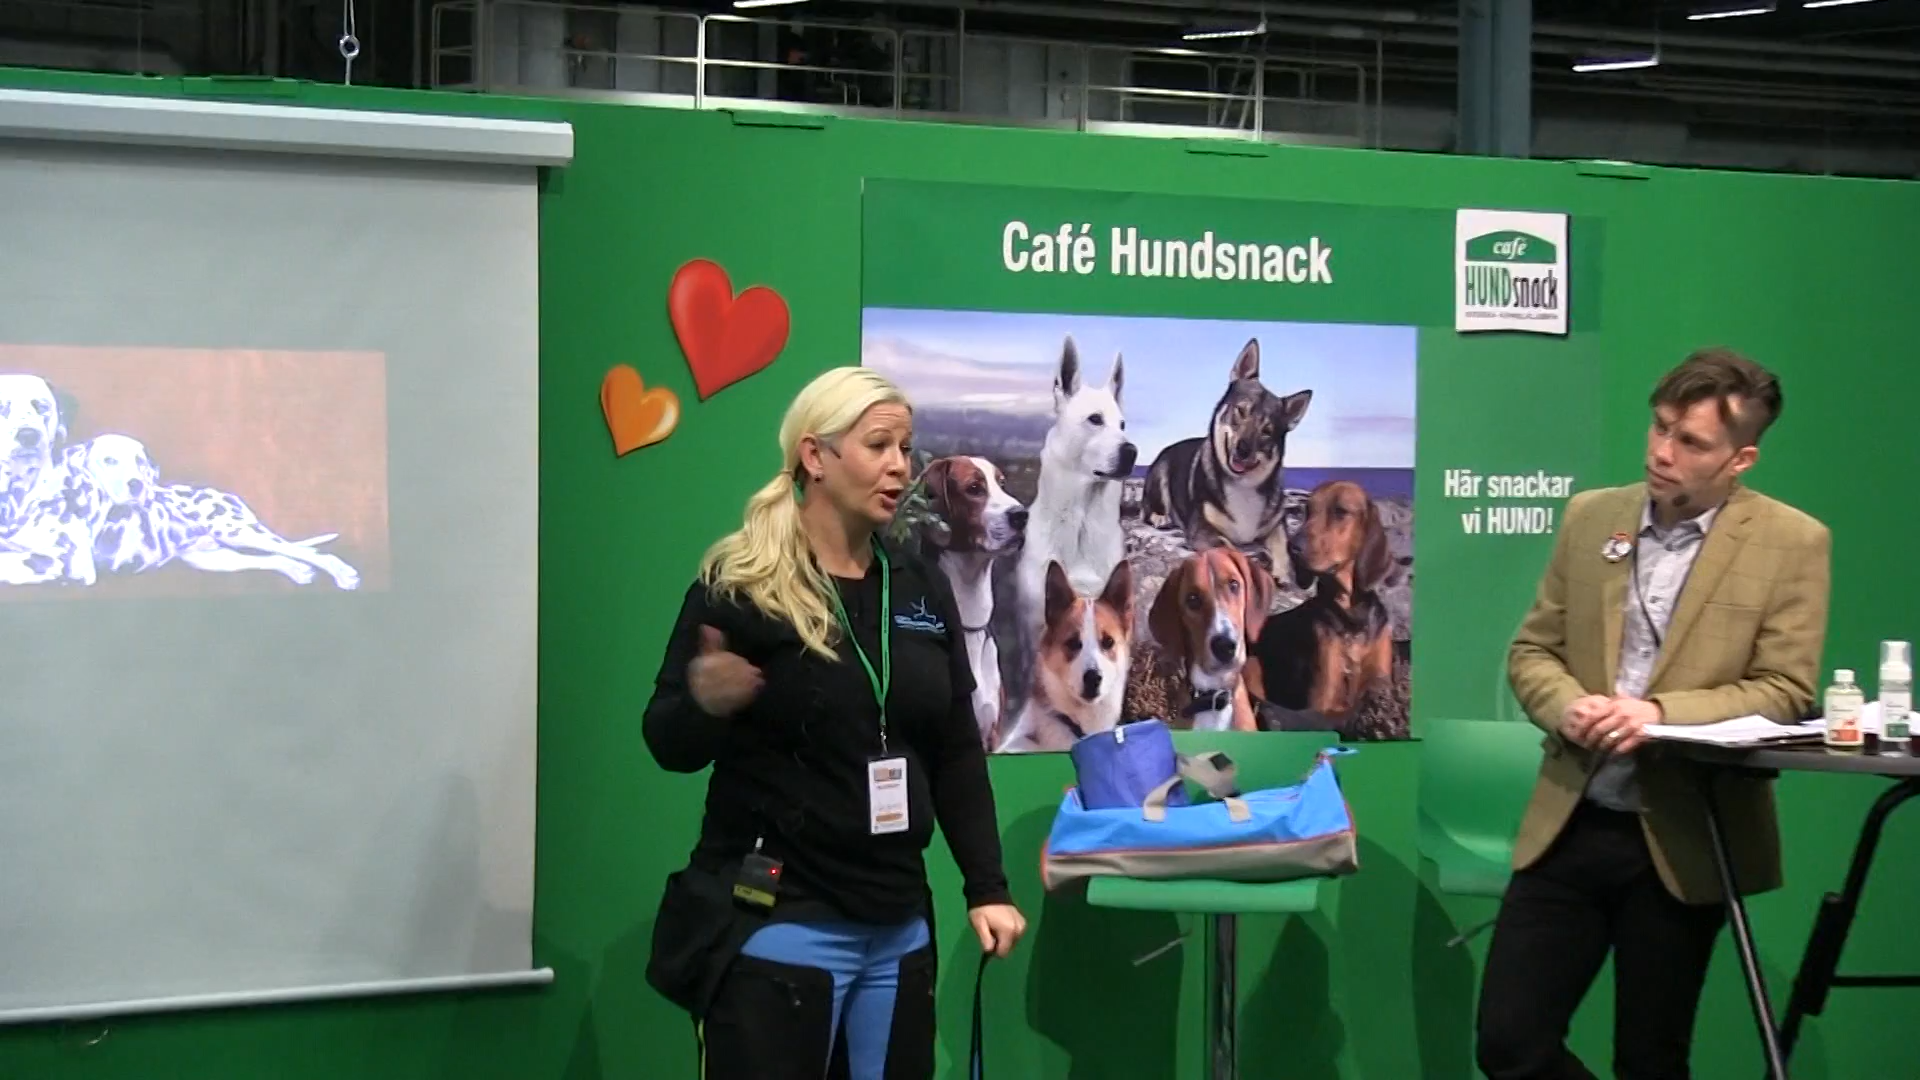 Café Hundsnack
café
HUNDsnack
Här snackar
vi HUND!